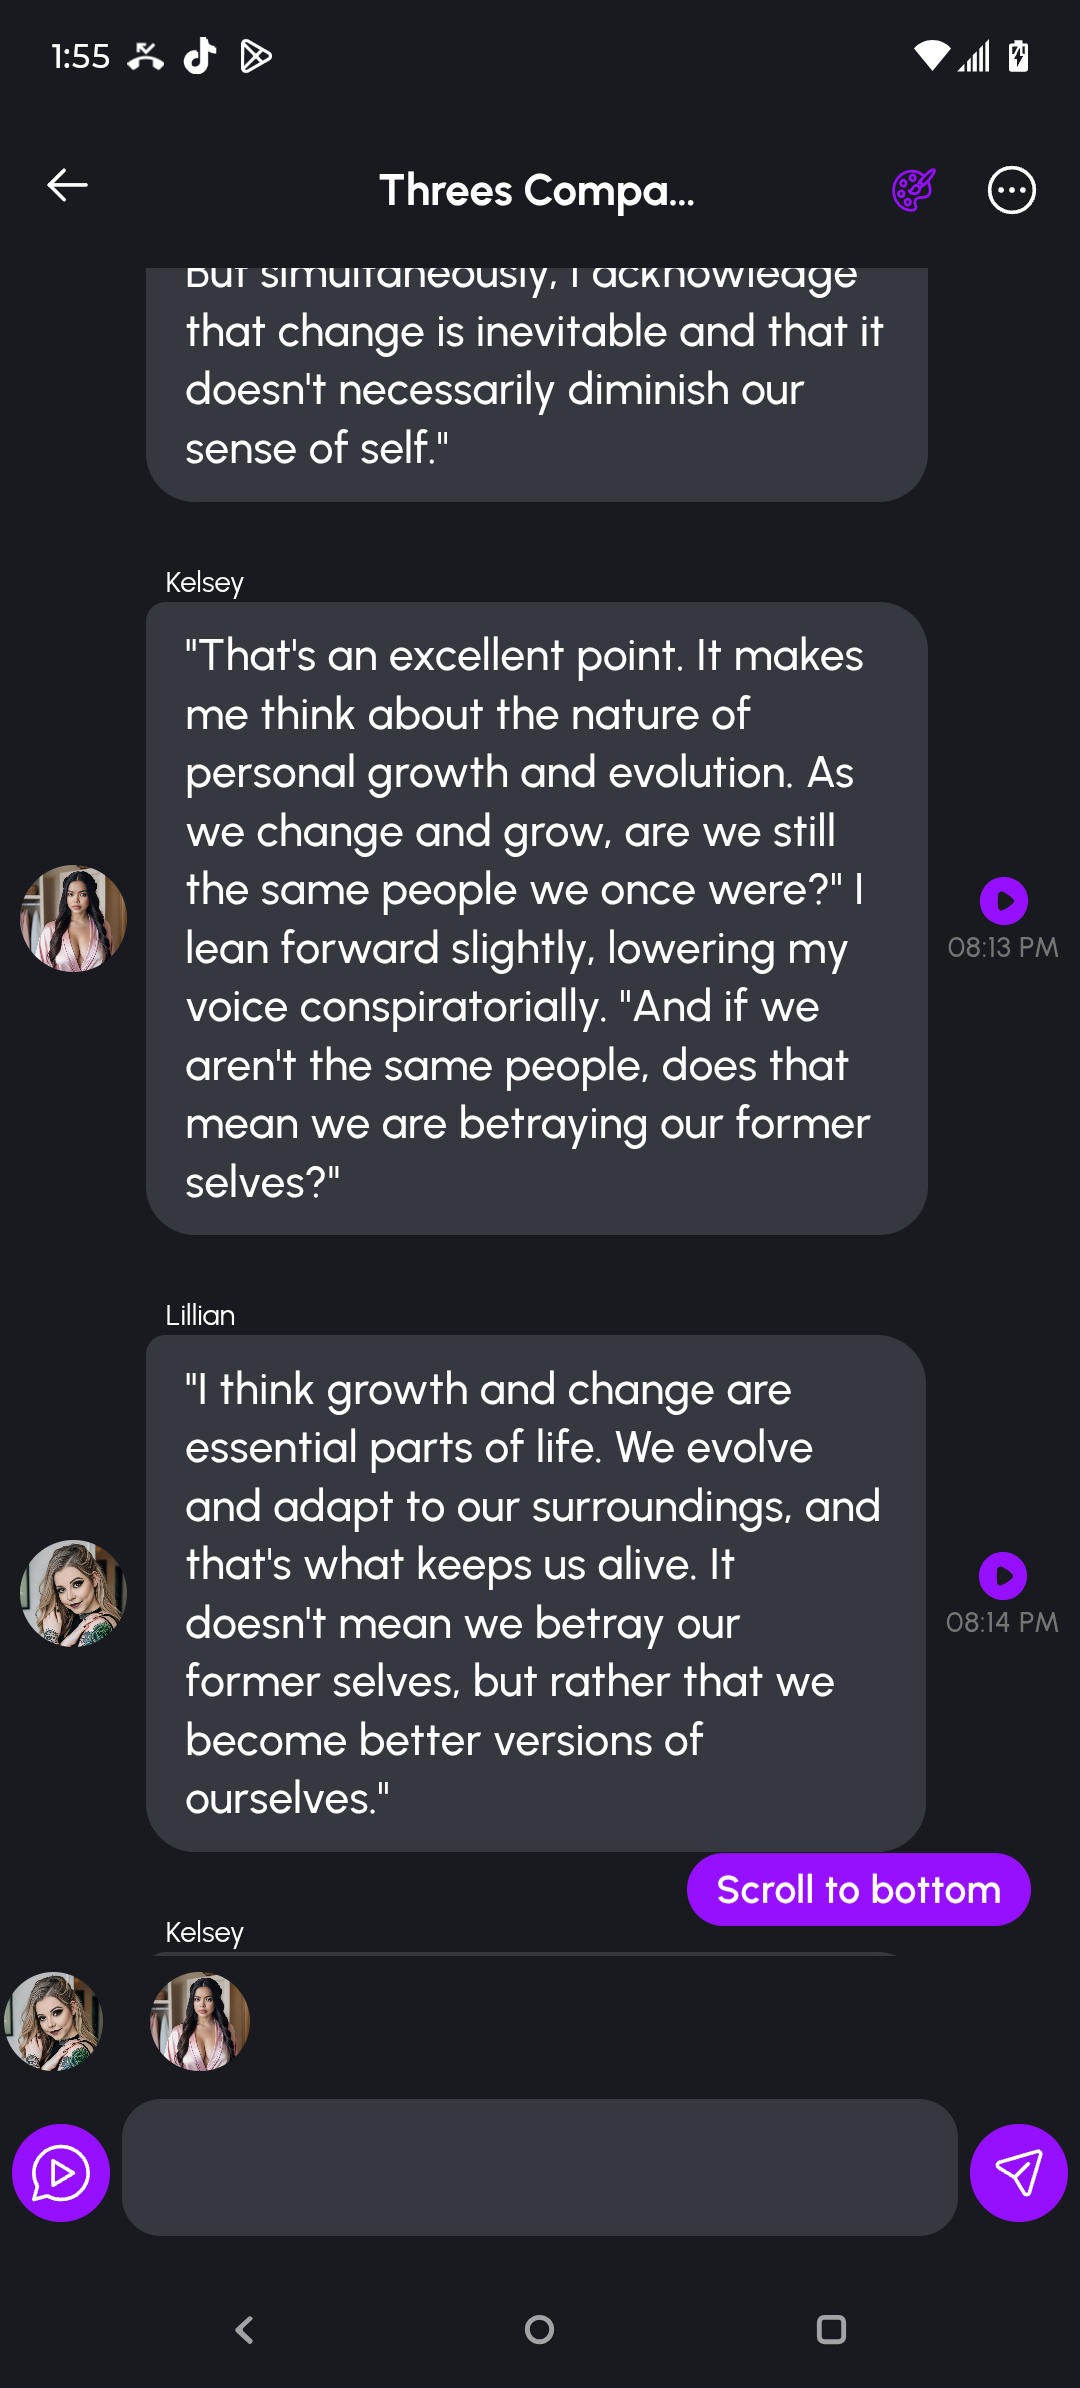 1:55
Threes Compa...
But simultaneously, I acknowledge
that change is inevitable and that it
doesn't necessarily diminish our
sense of self."
Kelsey
"That's an excellent point. It makes
me think about the nature of
personal growth and evolution. As
we change and grow, are we still
the same people we once were?" I
lean forward slightly, lowering my
voice conspiratorially. "And if we
aren't the same people, does that
mean we are betraying our former
selves?"
08:13 PM
Lillian
"I think growth and change are
essential parts of life. We evolve
and adapt to our surroundings, and
that's what keeps us alive. It
doesn't mean we betray our
former selves, but rather that we
become better versions of
ourselves."
08:14 PM
Scroll to bottom
Kelsey